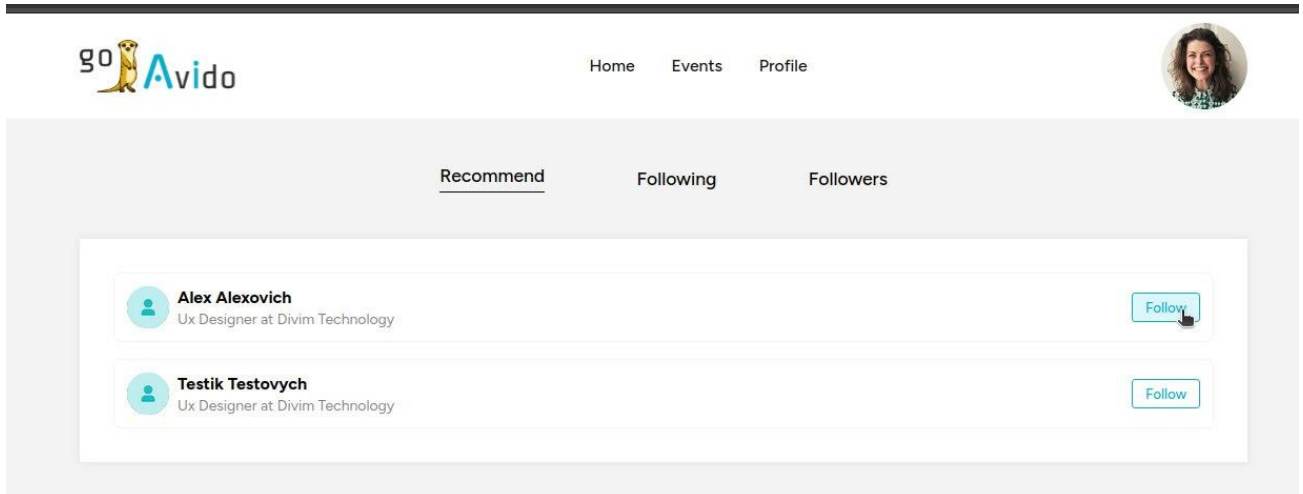 go Avido
Home Events Profile
Recommend Following Followers
Alex Alexovich
Ux Designer at Divim Technology
Follow
Testik Testovych
Ux Designer at Divim Technology
Follow